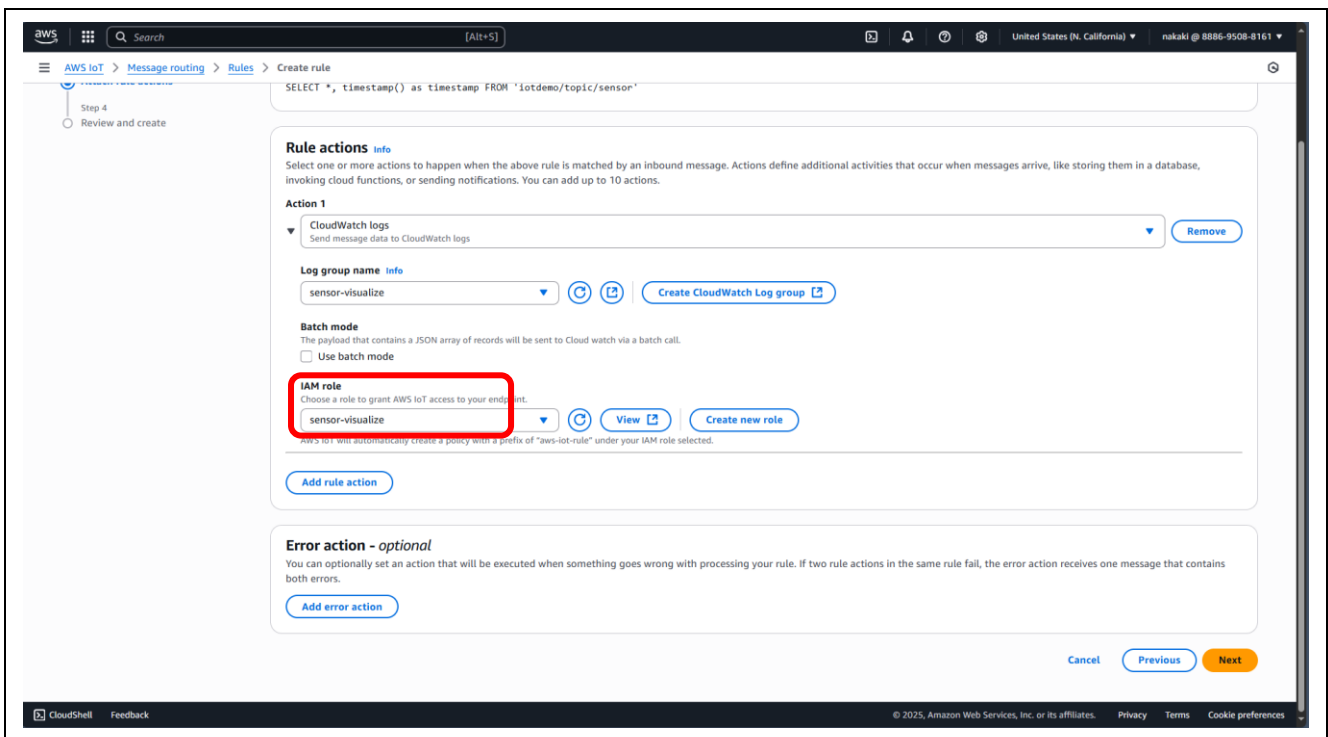 aws
Search
[Alt+S]
United States (N. California)
nakaki @ 8886-9508-8161
AWS IoT > Message routing > Rules > Create rule
Attach rule actions
Step 4
Review and create
SELECT *, timestamp() as timestamp FROM 'iotdemo/topic/sensor'
Rule actions Info
Select one or more actions to happen when the above rule is matched by an inbound message. Actions define additional activities that occur when messages arrive, like storing them in a database,
invoking cloud functions, or sending notifications. You can add up to 10 actions.
Action 1
CloudWatch logs
Send message data to CloudWatch logs
Remove
Log group name Info
sensor-visualize
Create CloudWatch Log group
Batch mode
The payload that contains a JSON array of records will be sent to Cloud watch via a batch call.
Use batch mode
IAM role
Choose a role to grant AWS IoT access to your endpoint.
sensor-visualize
View
Create new role
AWS IoT will automatically create a policy with a prefix of "aws-iot-rule" under your IAM role selected.
Add rule action
Error action - optional
You can optionally set an action that will be executed when something goes wrong with processing your rule. If two rule actions in the same rule fail, the error action receives one message that contains
both errors.
Add error action
Cancel
Previous
Next
CloudShell
Feedback
© 2025, Amazon Web Services, Inc. or its affiliates.
Privacy
Terms
Cookie preferences